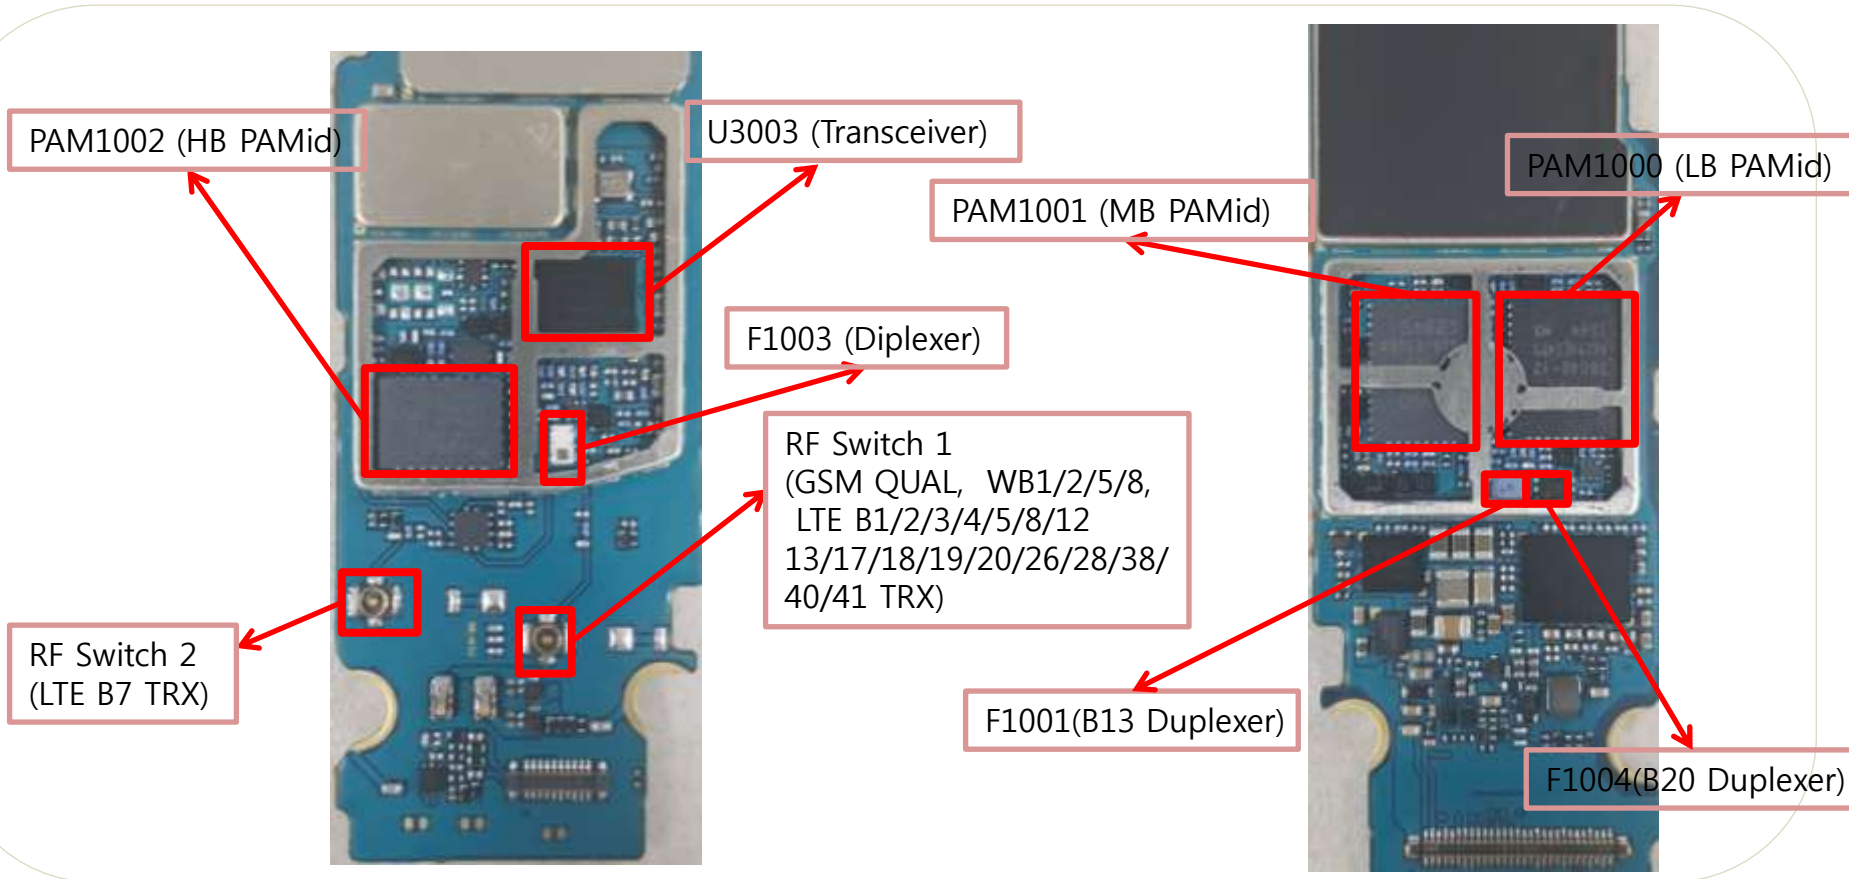 PAM1002 (HB PAMid)
U3003 (Transceiver)
F1003 (Diplexer)
RF Switch 1
(GSM QUAL, WB1/2/5/8,
LTE B1/2/3/4/5/8/12
13/17/18/19/20/26/28/38/
40/41 TRX)
RF Switch 2
(LTE B7 TRX)
PAM1001 (MB PAMid)
PAM1000 (LB PAMid)
F1001(B13 Duplexer)
F1004(B20 Duplexer)